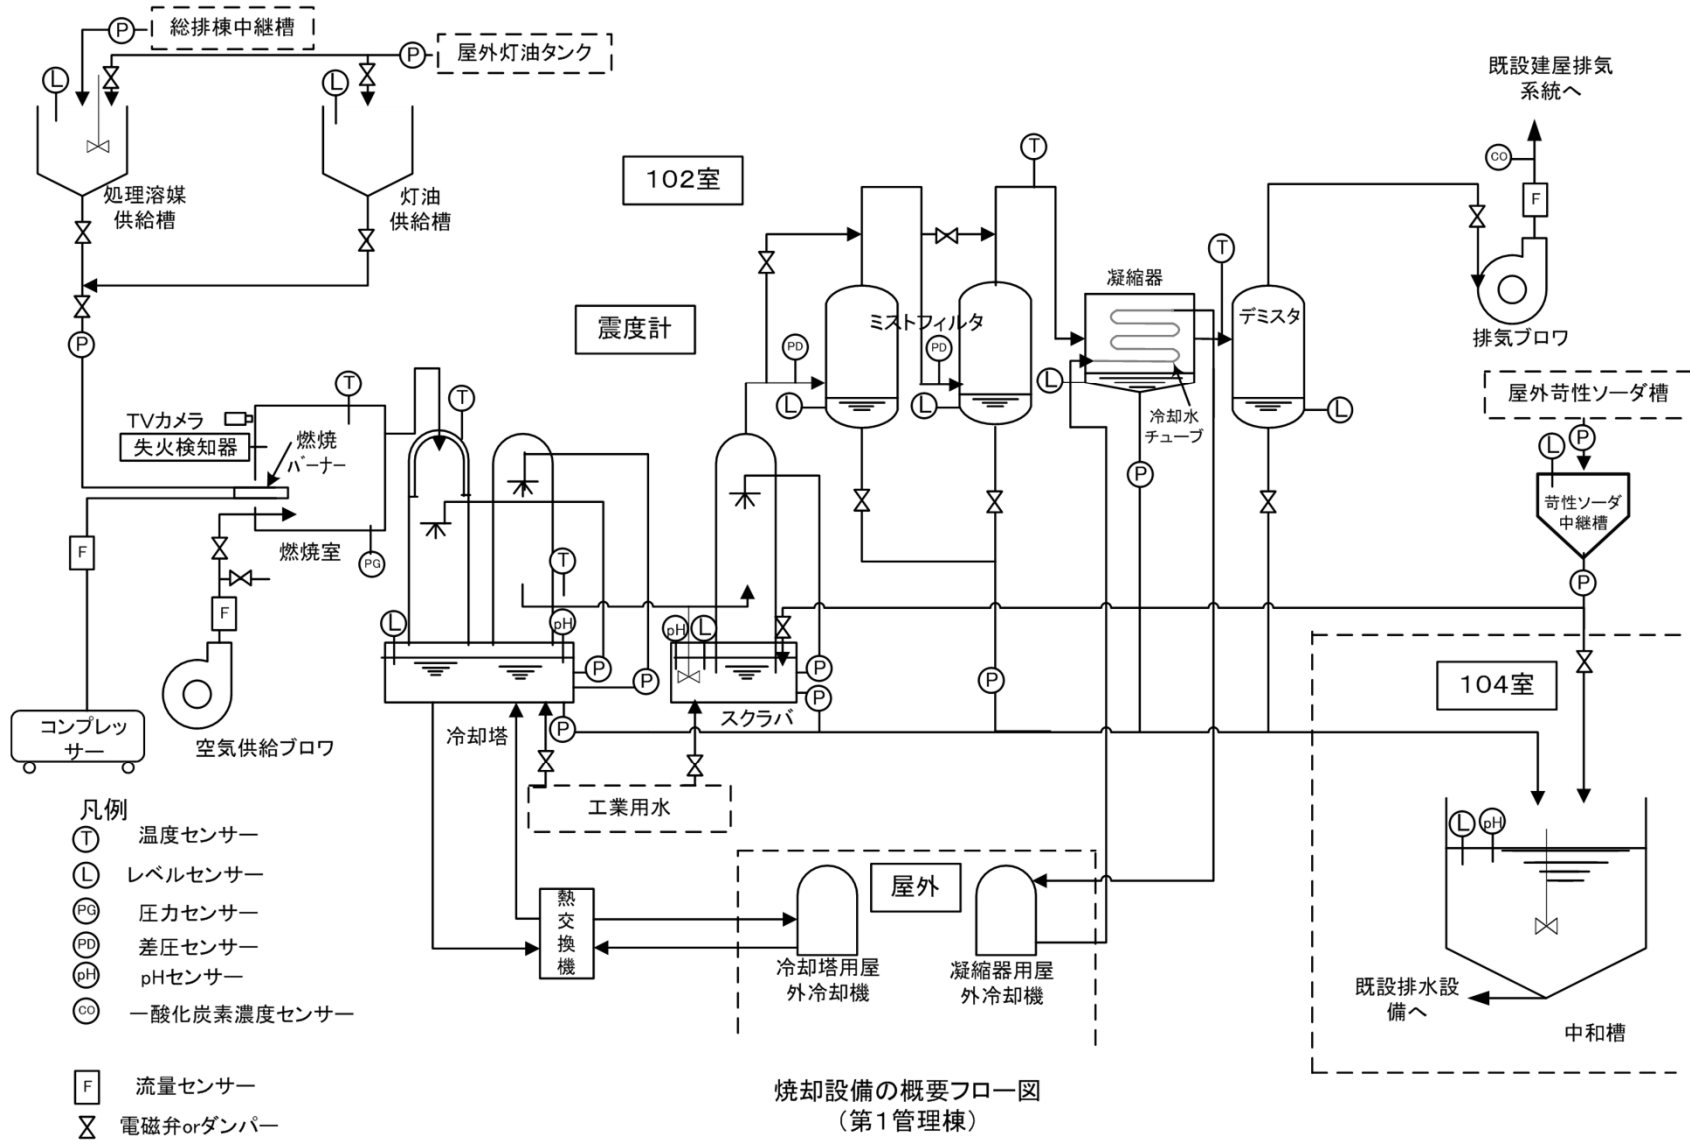 P
総排棟中継槽
P
屋外灯油タンク
L
L
処理溶媒
供給槽
灯油
供給槽
P
102室
震度計
T
既設建屋排気
系統へ
CO
F
排気ブロワ
T
凝縮器
デミスタ
ミストフィルタ
PD
PD
L
L
L
L
冷却水
チューブ
P
屋外苛性ソーダ槽
P
L
苛性ソーダ
中継槽
P
TVカメラ
失火検知器
T
T
燃焼
バーナー
燃焼室
PG
F
F
コンプレッ
サー
空気供給ブロワ
L
T
pH
P
P
P
冷却塔
pH
L
P
P
スクラバ
P
工業用水
104室
L
pH
既設排水設
備へ
中和槽
熱
交
換
機
屋外
冷却塔用屋
外冷却機
凝縮器用屋
外冷却機
凡例
T 温度センサー
L レベルセンサー
PG 圧力センサー
PD 差圧センサー
pH pHセンサー
CO 一酸化炭素濃度センサー
F 流量センサー
電磁弁orダンパー
焼却設備の概要フロー図
（第1管理棟）